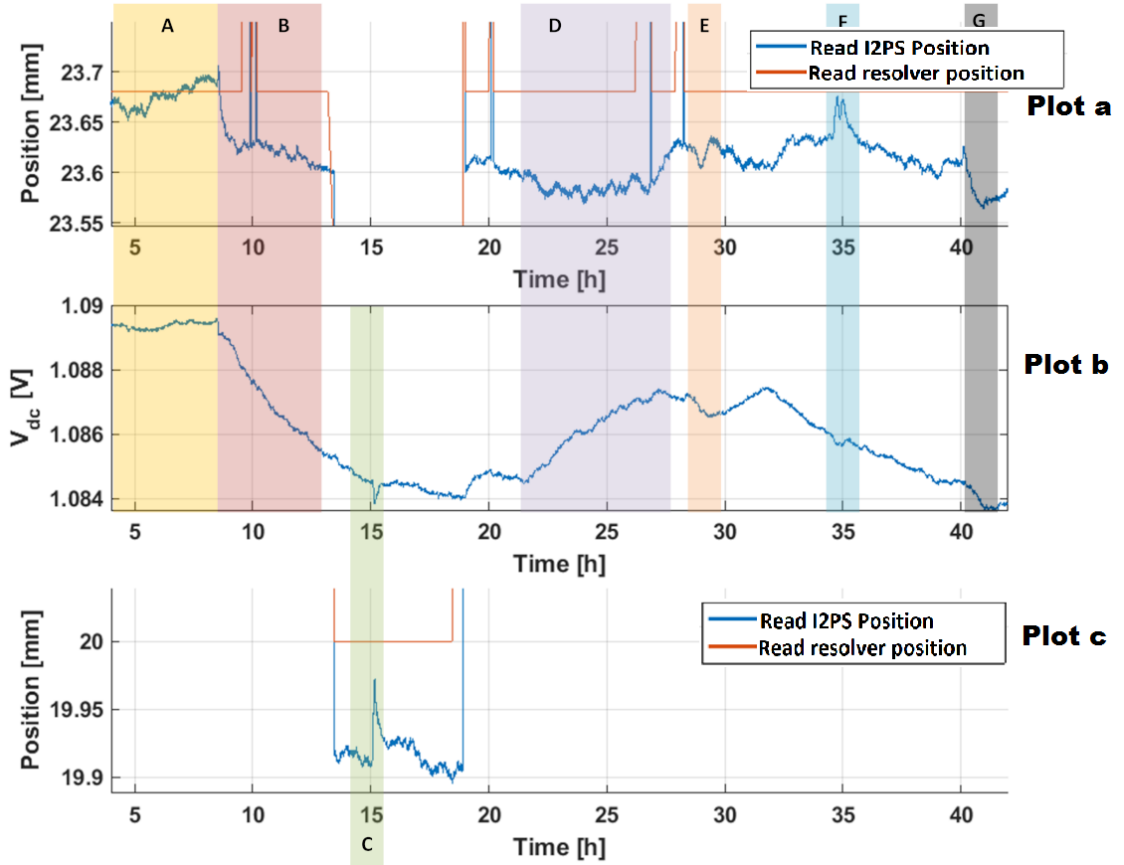 A
B
D
E
F
G
Read I2PS Position
Read resolver position
Plot a
Position [mm]
23.7
23.65
23.6
23.55
5
10
15
20
25
30
35
40
Time [h]
Plot b
V_dc [V]
1.09
1.088
1.086
1.084
5
10
15
20
25
30
35
40
Time [h]
Read I2PS Position
Read resolver position
Plot c
Position [mm]
20
19.95
19.9
5
10
15
20
25
30
35
40
C
Time [h]